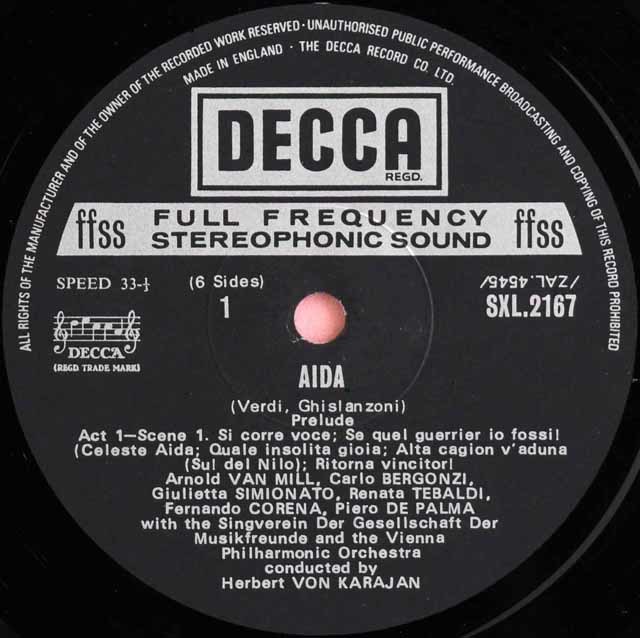 ALL RIGHTS OF THE MANUFACTURER AND OF THE OWNER OF THE RECORDED WORK RESERVED · UNAUTHORISED PUBLIC PERFORMANCE BROADCASTING AND COPYING OF THIS RECORD PROHIBITED
MADE IN ENGLAND · THE DECCA RECORD CO. LTD.
DECCA
REGD.
ffss FULL FREQUENCY STEREOPHONIC SOUND ffss
SPEED 33-⅓ (6 Sides) /ZAL.4545/
1 SXL.2167
DECCA
(REGD. TRADE MARK)
AIDA
(Verdi, Ghislanzoni)
Prelude
Act 1—Scene 1. Si corre voce; Se quel guerrier io fossi!
(Celeste Aida; Quale insolita gioia; Alta cagion v'aduna
(Su! del Nilo); Ritorna vincitor!
Arnold VAN MILL, Carlo BERGONZI,
Giulietta SIMIONATO, Renata TEBALDI,
Fernando CORENA, Piero DE PALMA
with the Singverein Der Gesellschaft Der
Musikfreunde and the Vienna
Philharmonic Orchestra
conducted by
Herbert VON KARAJAN